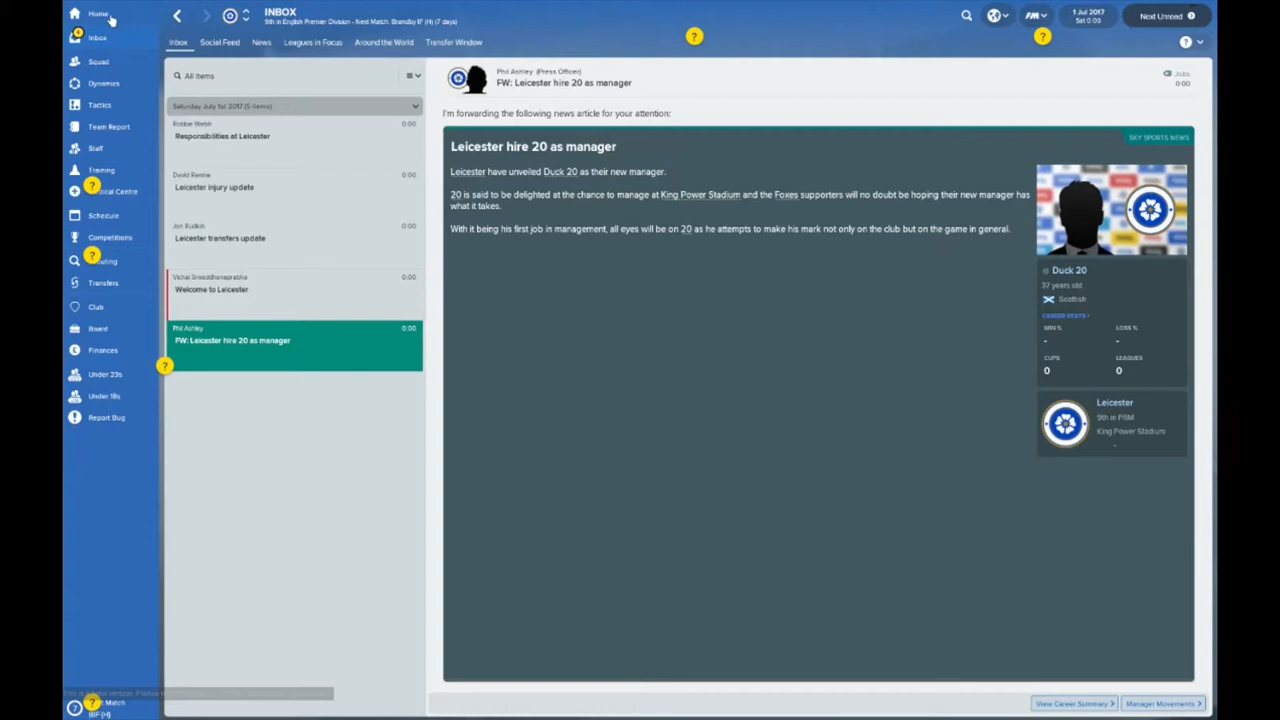 Home
Inbox
Squad
Dynamics
Tactics
Team Report
Staff
Training
Schedule
Competitions
Transfers
Club
Board
Finances
Under 23s
Under 18s
Report Bug
BIF (H)
INBOX
9th in English Premier Division - Next Match: Brøndby IF (H) (7 days)
1 Jul 2017
Sat 0:00
Next Unread
Inbox
Social Feed
News
Leagues in Focus
Around the World
Transfer Window
All Items
Saturday July 1st 2017 (5 items)
Robbie Welsh
0:00
Responsibilities at Leicester
David Rennie
0:00
Leicester injury update
Jon Rudkin
0:00
Leicester transfers update
Vichai Srivaddhanaprabha
0:00
Welcome to Leicester
Phil Ashley
0:00
FW: Leicester hire 20 as manager
Phil Ashley (Press Officer)
FW: Leicester hire 20 as manager
Jobs
0:00
I'm forwarding the following news article for your attention:
SKY SPORTS NEWS
Leicester hire 20 as manager
Leicester have unveiled Duck 20 as their new manager.
20 is said to be delighted at the chance to manage at King Power Stadium and the Foxes supporters will no doubt be hoping their new manager has
what it takes.
With it being his first job in management, all eyes will be on 20 as he attempts to make his mark not only on the club but on the game in general.
Duck 20
37 years old
Scottish
CAREER STATS >
WIN %
LOSS %
-
-
CUPS
LEAGUES
0
0
Leicester
9th in PRM
King Power Stadium
-
View Career Summary >
Manager Movements >